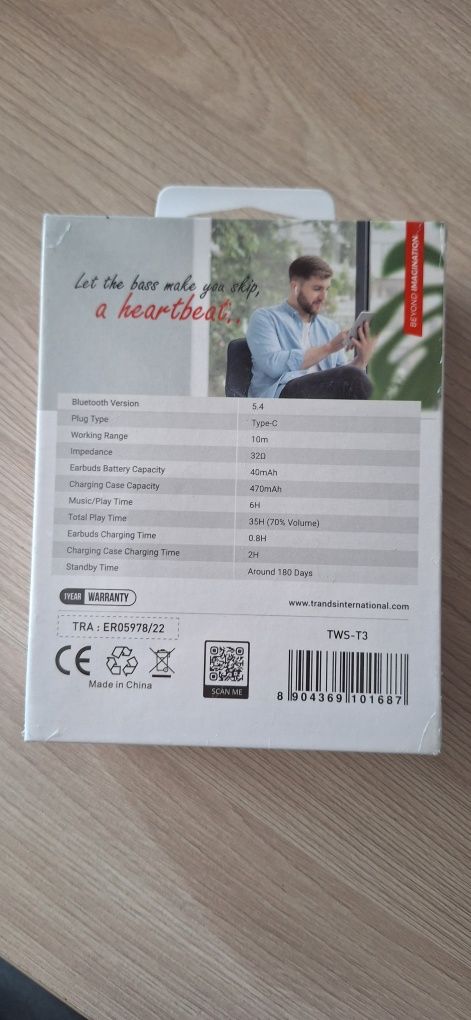 Let the bass make you skip,
a heartbeat..
BEYOND IMAGINATION
Bluetooth Version 5.4
Plug Type Type-C
Working Range 10m
Impedance 32Ω
Earbuds Battery Capacity 40mAh
Charging Case Capacity 470mAh
Music/Play Time 6H
Total Play Time 35H (70% Volume)
Earbuds Charging Time 0.8H
Charging Case Charging Time 2H
Standby Time Around 180 Days
1YEAR WARRANTY
www.trandsinternational.com
TRA : ER05978/22
TWS-T3
CE
Made in China
SCAN ME
8 904369 101687